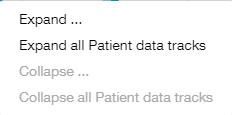 Expand ...
Expand all Patient data tracks
Collapse ...
Collapse all Patient data tracks